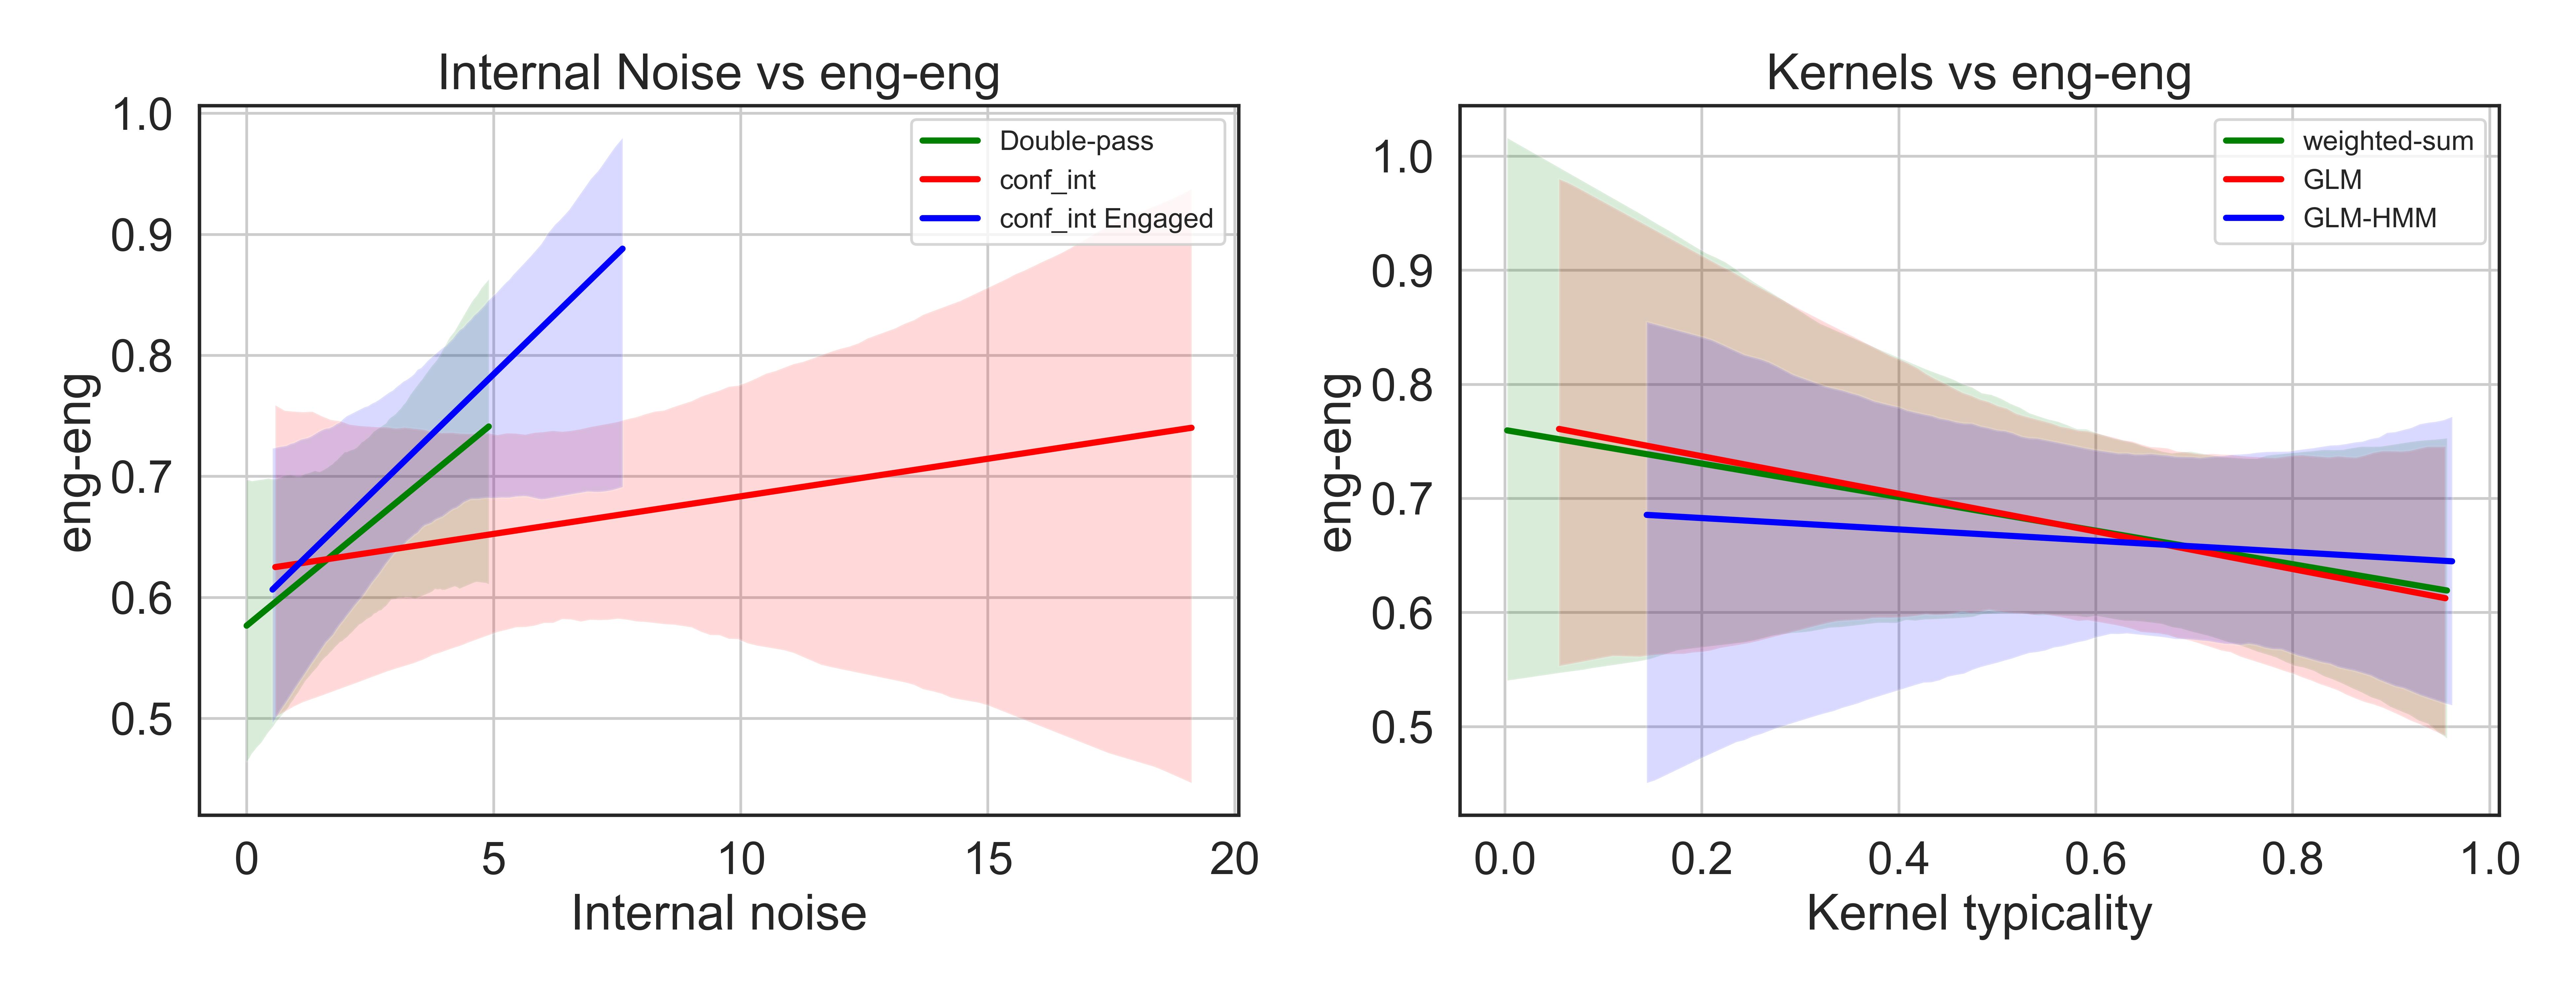 Internal Noise vs eng-eng
1.0
0.9
0.8
0.7
0.6
0.5
eng-eng
Double-pass
conf_int
conf_int Engaged
0 5 10 15 20
Internal noise
Kernels vs eng-eng
1.0
0.9
0.8
0.7
0.6
0.5
eng-eng
weighted-sum
GLM
GLM-HMM
0.0 0.2 0.4 0.6 0.8 1.0
Kernel typicality